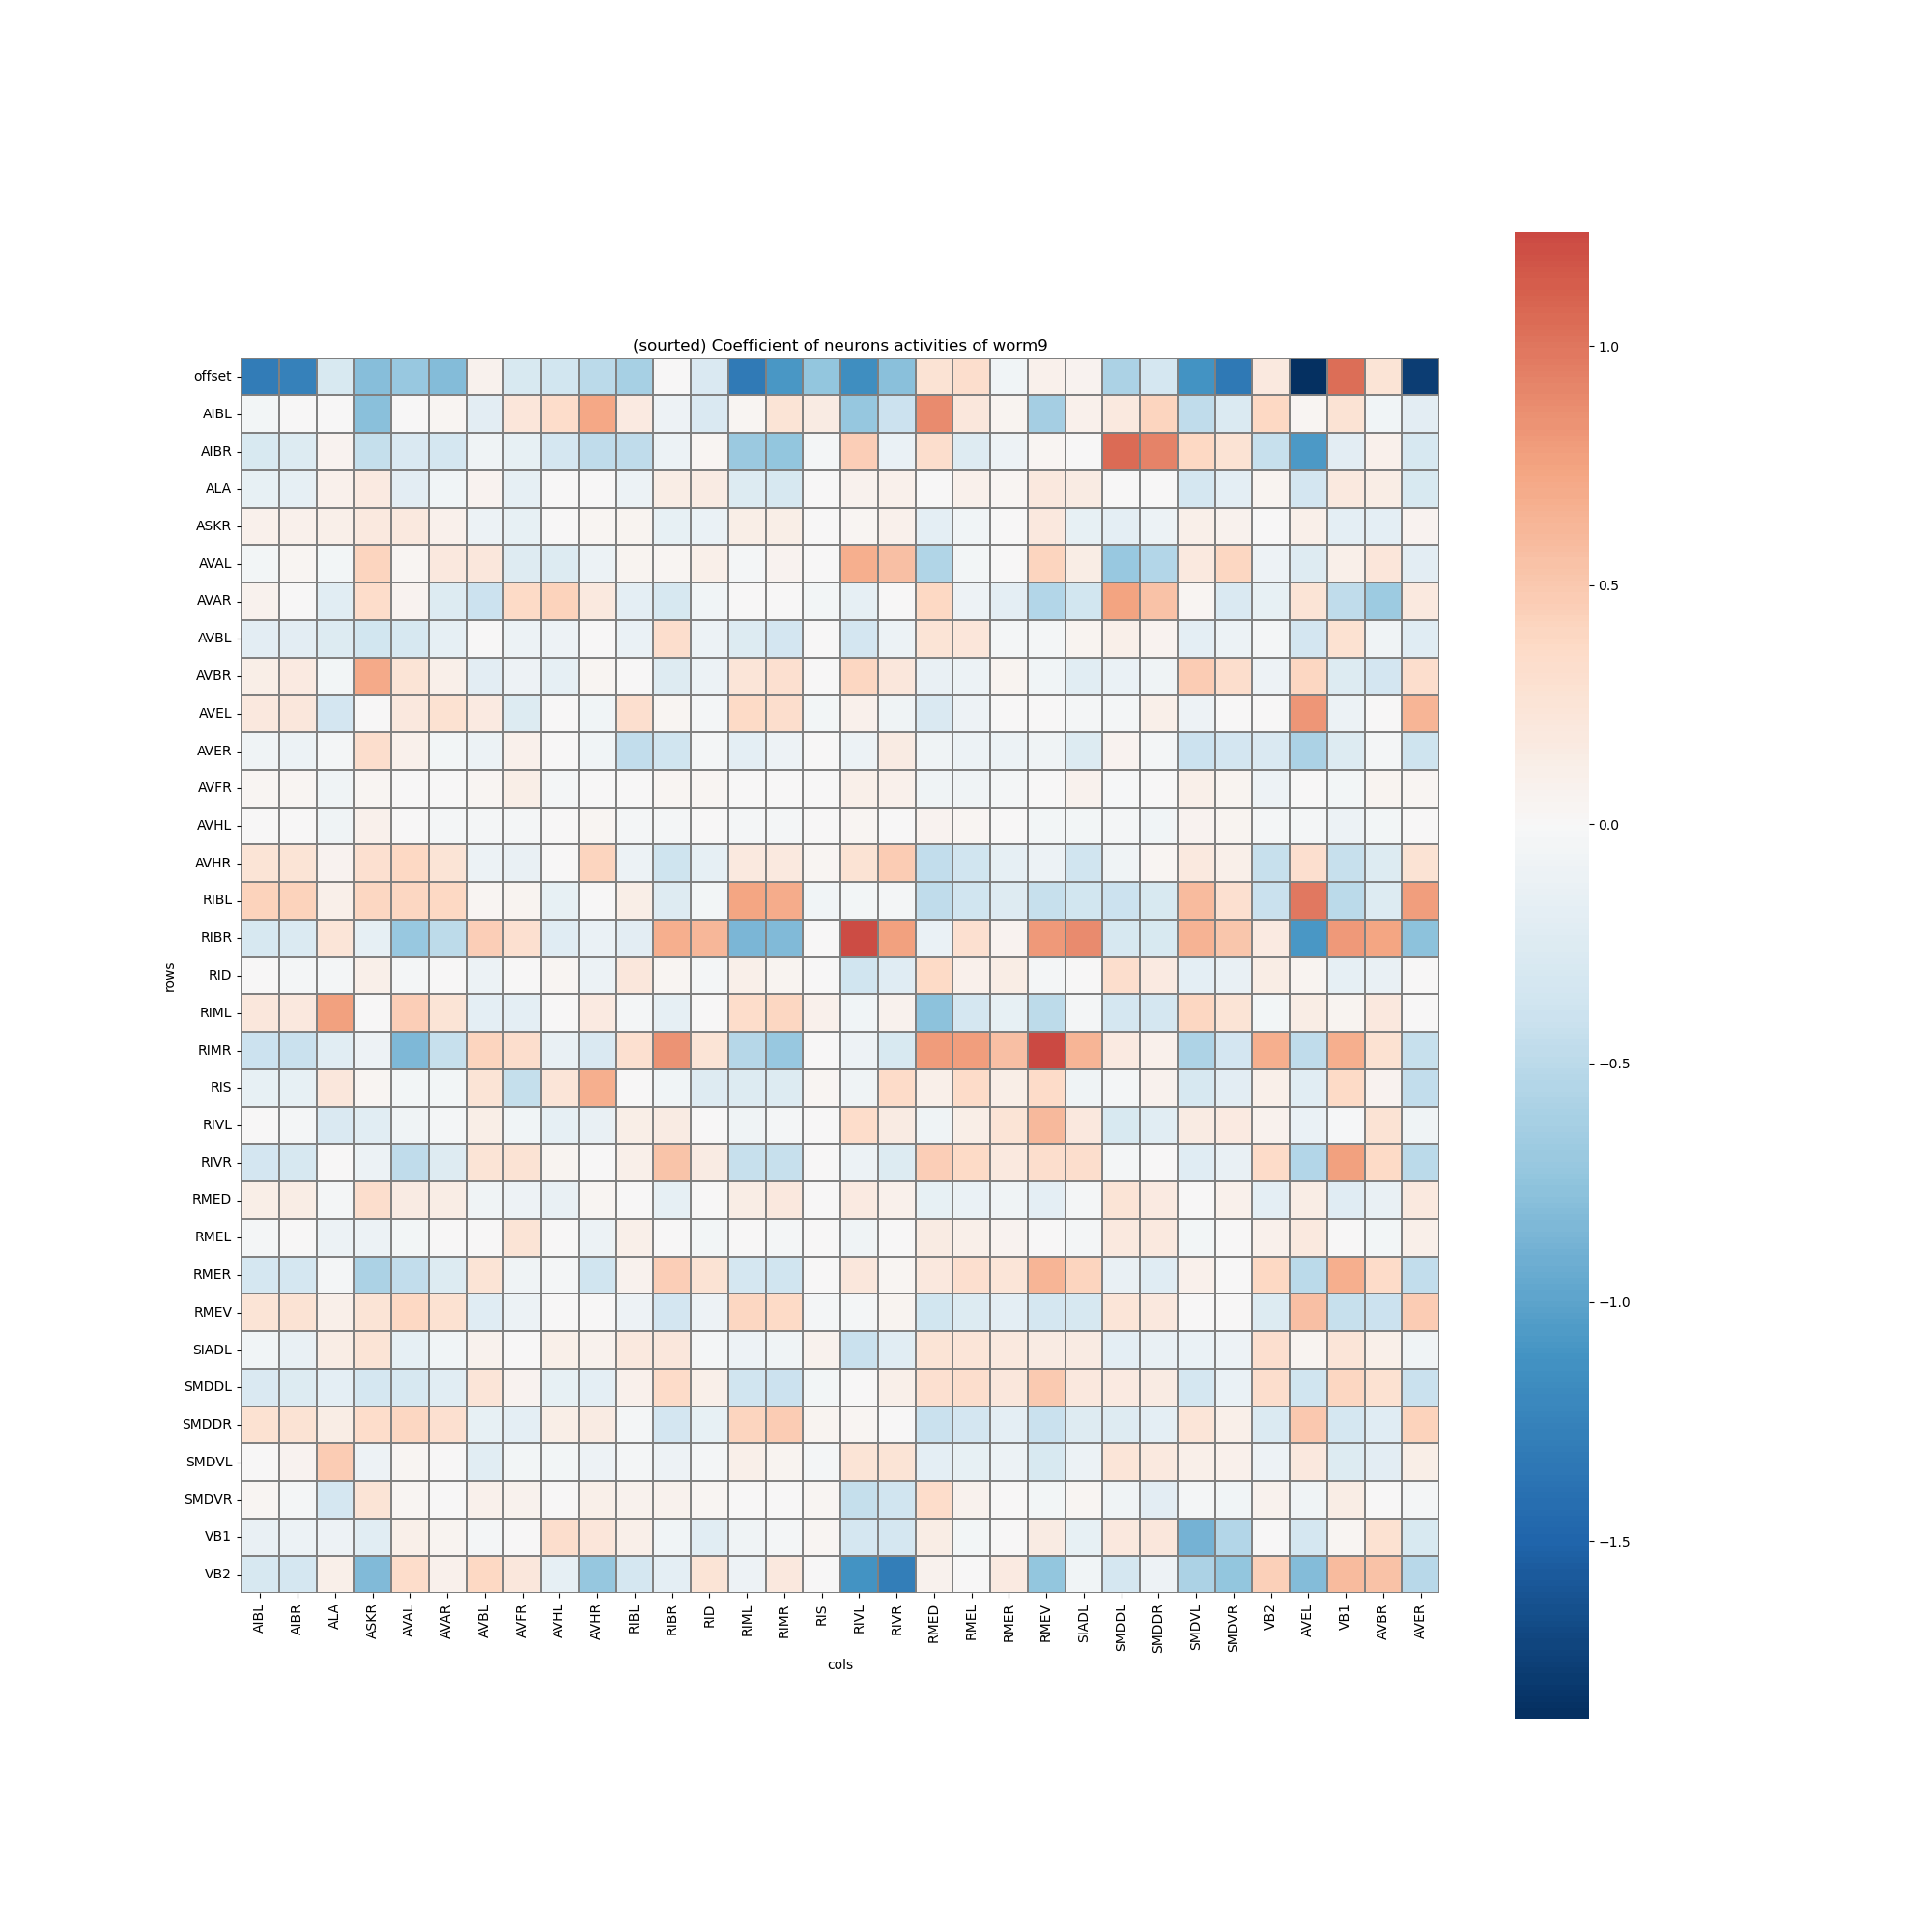 (sourted) Coefficient of neurons activities of worm9
offset
AIBL
AIBR
ALA
ASKR
AVAL
AVAR
AVBL
AVBR
AVEL
AVER
AVFR
AVHL
AVHR
RIBL
RIBR
RID
RIML
RIMR
RIS
RIVL
RIVR
RMED
RMEL
RMER
RMEV
SIADL
SMDDL
SMDDR
SMDVL
SMDVR
VB1
VB2
rows
AIBL
AIBR
ALA
ASKR
AVAL
AVAR
AVBL
AVFR
AVHL
AVHR
RIBL
RIBR
RID
RIML
RIMR
RIS
RIVL
RIVR
RMED
RMEL
RMER
RMEV
SIADL
SMDDL
SMDDR
SMDVL
SMDVR
VB2
AVEL
VB1
AVBR
AVER
cols
1.0
0.5
0.0
−0.5
−1.0
−1.5